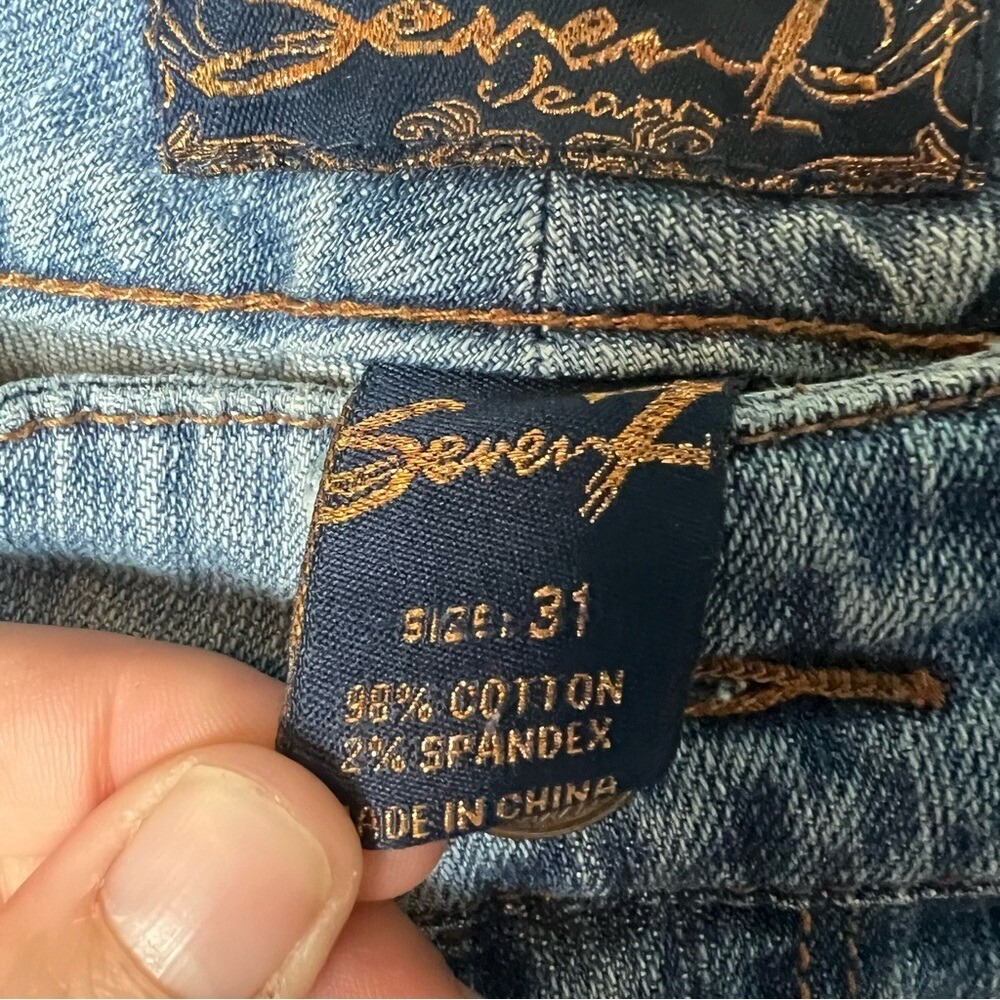 Seven7
Jeans
Seven7
SIZE: 31
98% COTTON
2% SPANDEX
MADE IN CHINA